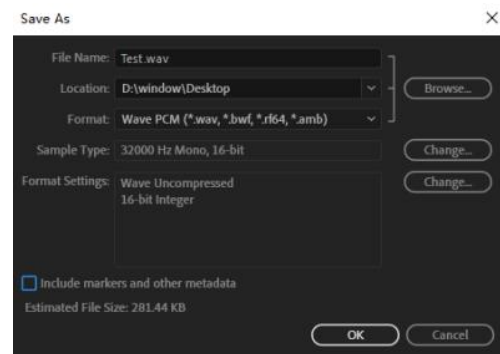 Save As
File Name: Test.wav
Location: D:\window\Desktop
Browse...
Format: Wave PCM (*.wav, *.bwf, *.rf64, *.amb)
Sample Type: 32000 Hz Mono, 16-bit
Change...
Format Settings: Wave Uncompressed
Change...
16-bit Integer
Include markers and other metadata
Estimated File Size: 281.44 KB
OK
Cancel